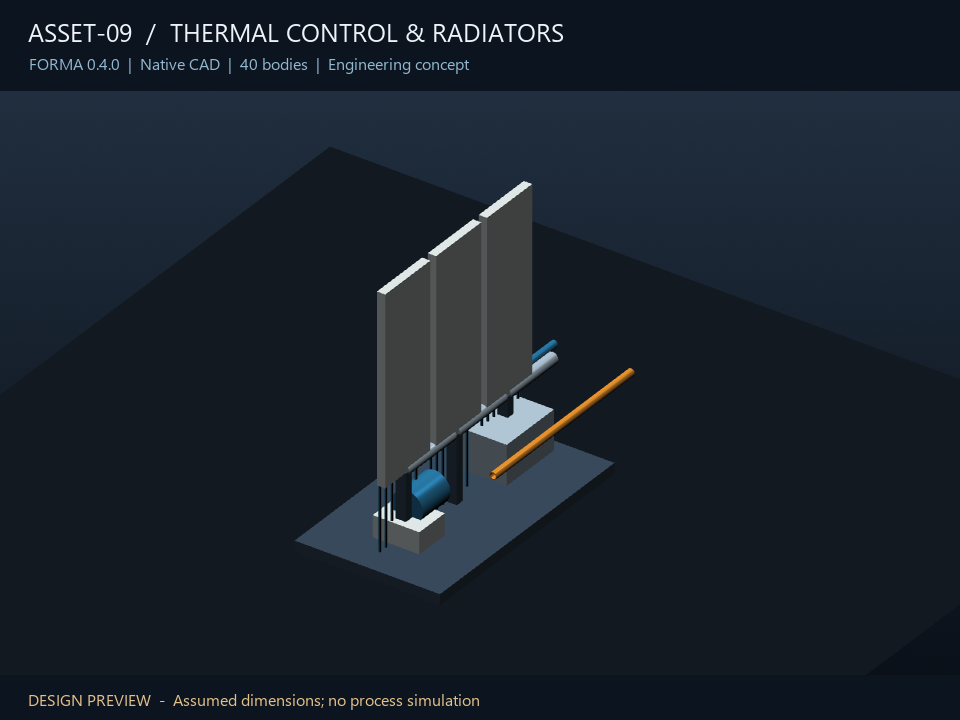 ASSET-09 / THERMAL CONTROL & RADIATORS
FORMA 0.4.0 | Native CAD | 40 bodies | Engineering concept
DESIGN PREVIEW - Assumed dimensions; no process simulation